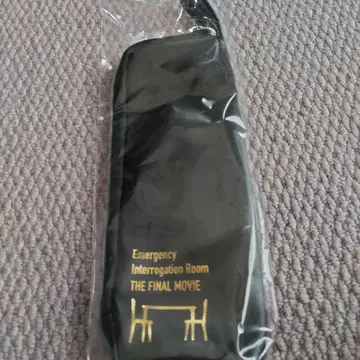 Emergency
Interrogation Room
THE FINAL MOVIE